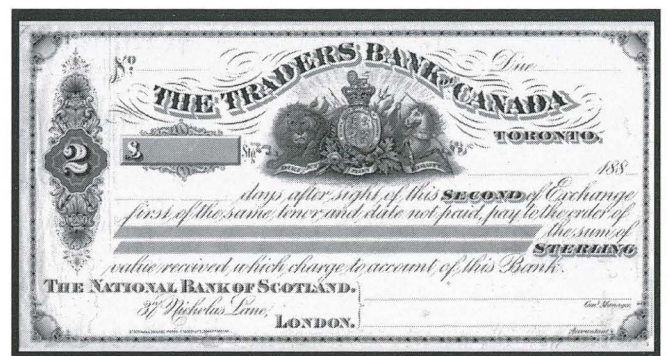 No. Due
THE TRADERS BANK OF CANADA
TORONTO,
2 £ Stg
188
days after sight of this SECOND of Exchange
first of the same tenor and date not paid, pay to the order of
the sum of
STERLING
value received which charge to account of this Bank.
THE NATIONAL BANK OF SCOTLAND,
37 Nicholas Lane,
LONDON.
Genl. Manager.
Accountant